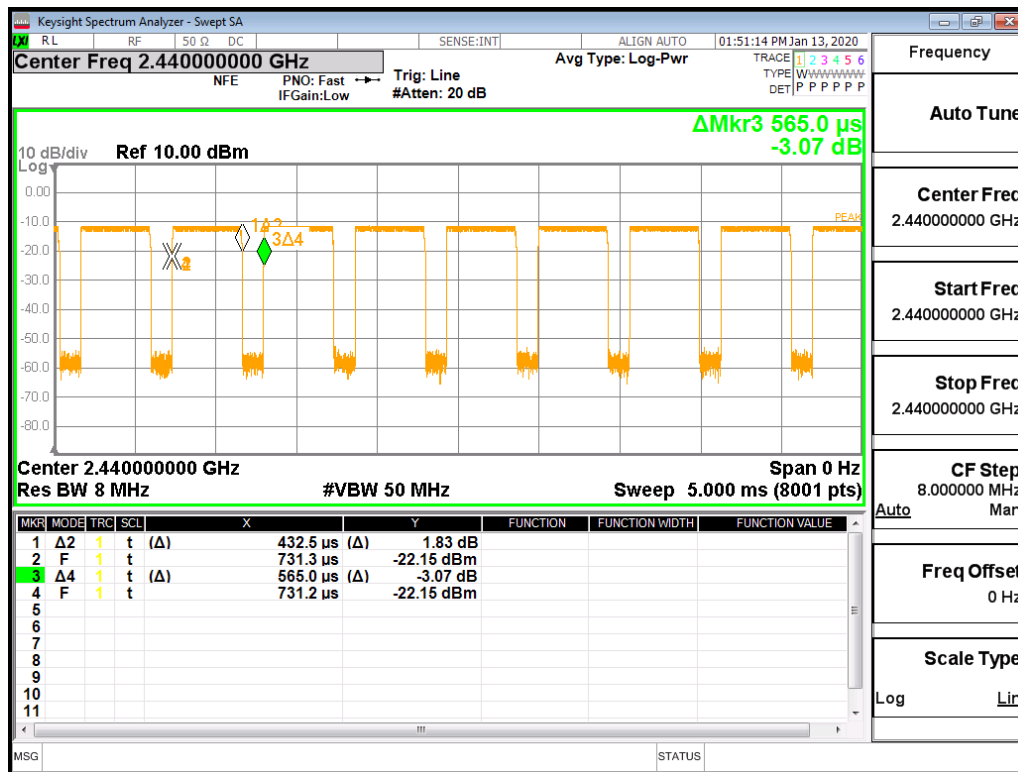 Keysight Spectrum Analyzer - Swept SA
LXI RL RF 50 Ω DC SENSE:INT ALIGN AUTO 01:51:14 PM Jan 13, 2020
Center Freq 2.440000000 GHz
NFE
PNO: Fast
IFGain:Low
Trig: Line
#Atten: 20 dB
Avg Type: Log-Pwr
TRACE 1 2 3 4 5 6
TYPE WWWWWW
DET P P P P P P
ΔMkr3 565.0 µs
-3.07 dB
10 dB/div
Log
Ref 10.00 dBm
0.00
-10.0
-20.0
-30.0
-40.0
-50.0
-60.0
-70.0
-80.0
3Δ4
PEAK
Center 2.440000000 GHz Span 0 Hz
Res BW 8 MHz #VBW 50 MHz Sweep 5.000 ms (8001 pts)
MKR MODE TRC SCL X Y FUNCTION FUNCTION WIDTH FUNCTION VALUE
1 Δ2 1 t (Δ) 432.5 µs (Δ) 1.83 dB
2 F 1 t 731.3 µs -22.15 dBm
3 Δ4 1 t (Δ) 565.0 µs (Δ) -3.07 dB
4 F 1 t 731.2 µs -22.15 dBm
5
6
7
8
9
10
11
MSG STATUS
Frequency
Auto Tune
Center Freq
2.440000000 GHz
Start Freq
2.440000000 GHz
Stop Freq
2.440000000 GHz
CF Step
8.000000 MHz
Auto Man
Freq Offset
0 Hz
Scale Type
Log Lin